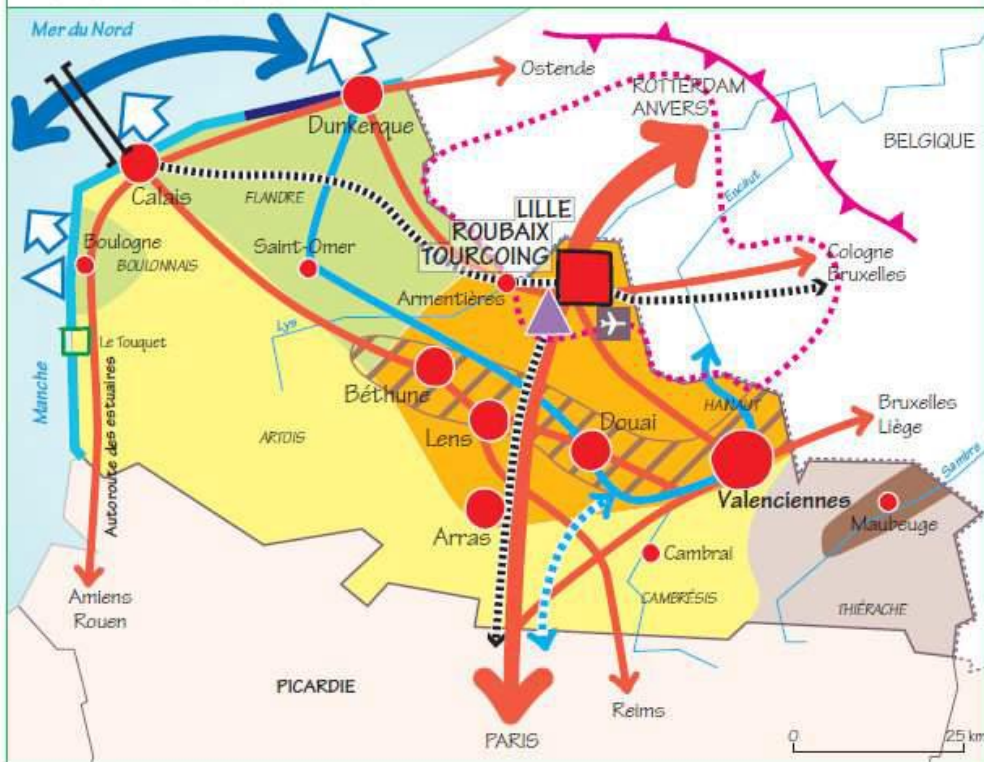 Mer du Nord
Ostende
Dunkerque
ROTTERDAM
ANVERS
BELGIQUE
Calais
FLANDRE
Escaut
LILLE
ROUBAIX
TOURCOING
Boulogne
BOULONNAIS
Saint-Omer
Cologne
Bruxelles
Armentières
Lys
Le Touquet
Manche
Autoroute des estuaires
Béthune
HAINAUT
Bruxelles
Liège
Lens
Douai
ARTOIS
Sambre
Valenciennes
Maubeuge
Arras
Cambrai
Amiens
Rouen
CAMBRÉSIS
THIÉRACHE
PICARDIE
Reims
PARIS
0 25 km